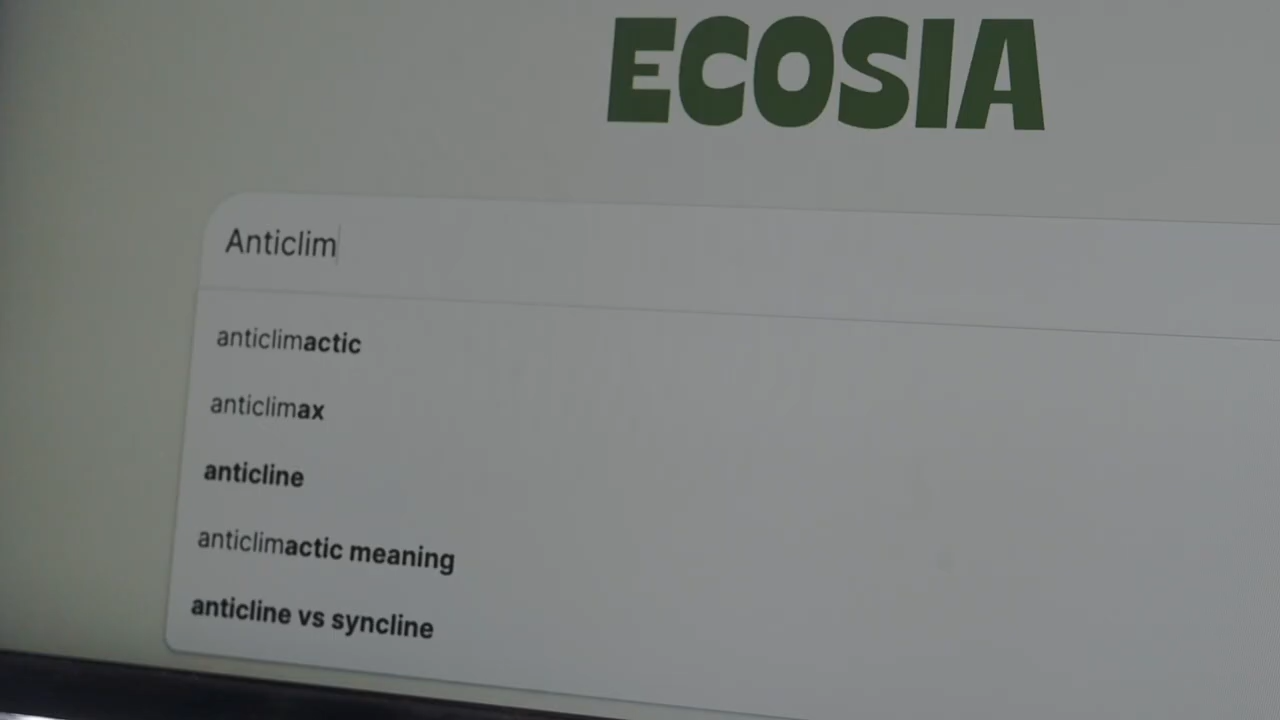 ECOSIA
Anticlim
anticlimactic
anticlimax
anticline
anticlimactic meaning
anticline vs syncline